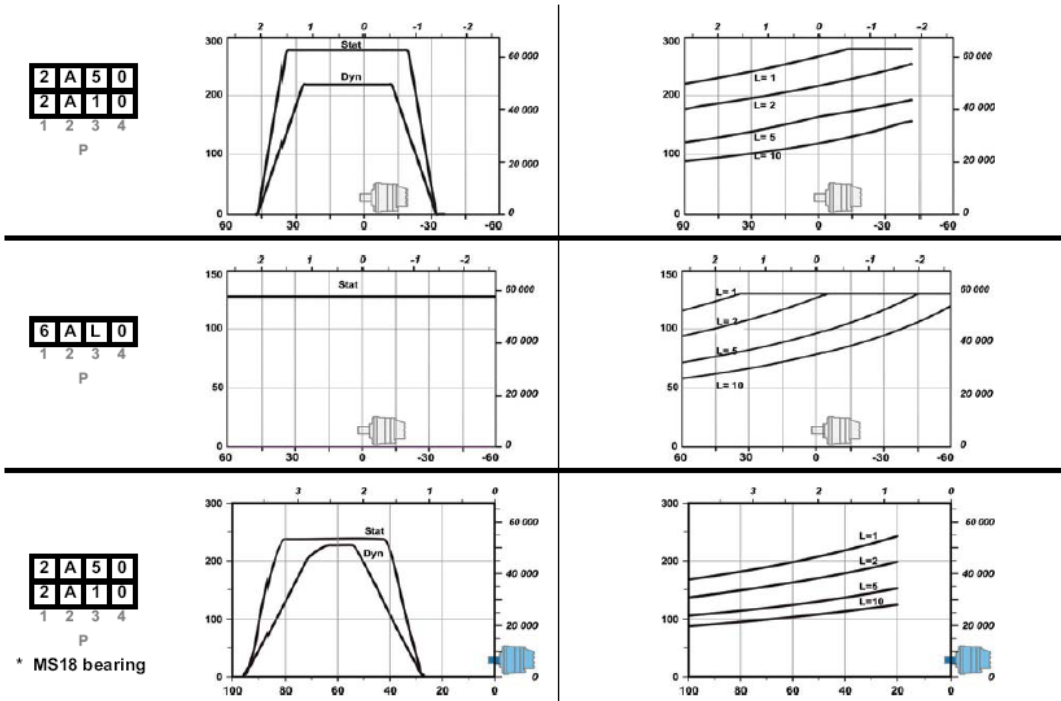 2 1 0 -1 -2
300 200 100 0
60 000 40 000 20 000 0
Stat
Dyn
60 30 0 -30 -60
2 A 5 0
2 A 1 0
1 2 3 4
P
2 1 0 -1 -2
300 200 100 0
60 000 40 000 20 000 0
L= 1
L= 2
L= 5
L= 10
60 45 30 15 0 -15 -30 -45 -60
2 1 0 -1 -2
150 100 50 0
60 000 40 000 20 000 0
Stat
60 30 0 -30 -60
6 A L 0
1 2 3 4
P
2 1 0 -1 -2
150 100 50 0
60 000 40 000 20 000 0
L= 1
L= 2
L= 5
L= 10
60 45 30 15 0 -15 -30 -45 -60
3 2 1 0
300 200 100 0
60 000 40 000 20 000 0
Stat
Dyn
100 80 60 40 20 0
2 A 5 0
2 A 1 0
1 2 3 4
P
* MS18 bearing
3 2 1 0
300 200 100 0
60 000 40 000 20 000 0
L=1
L=2
L=5
L=10
100 80 60 40 20 0